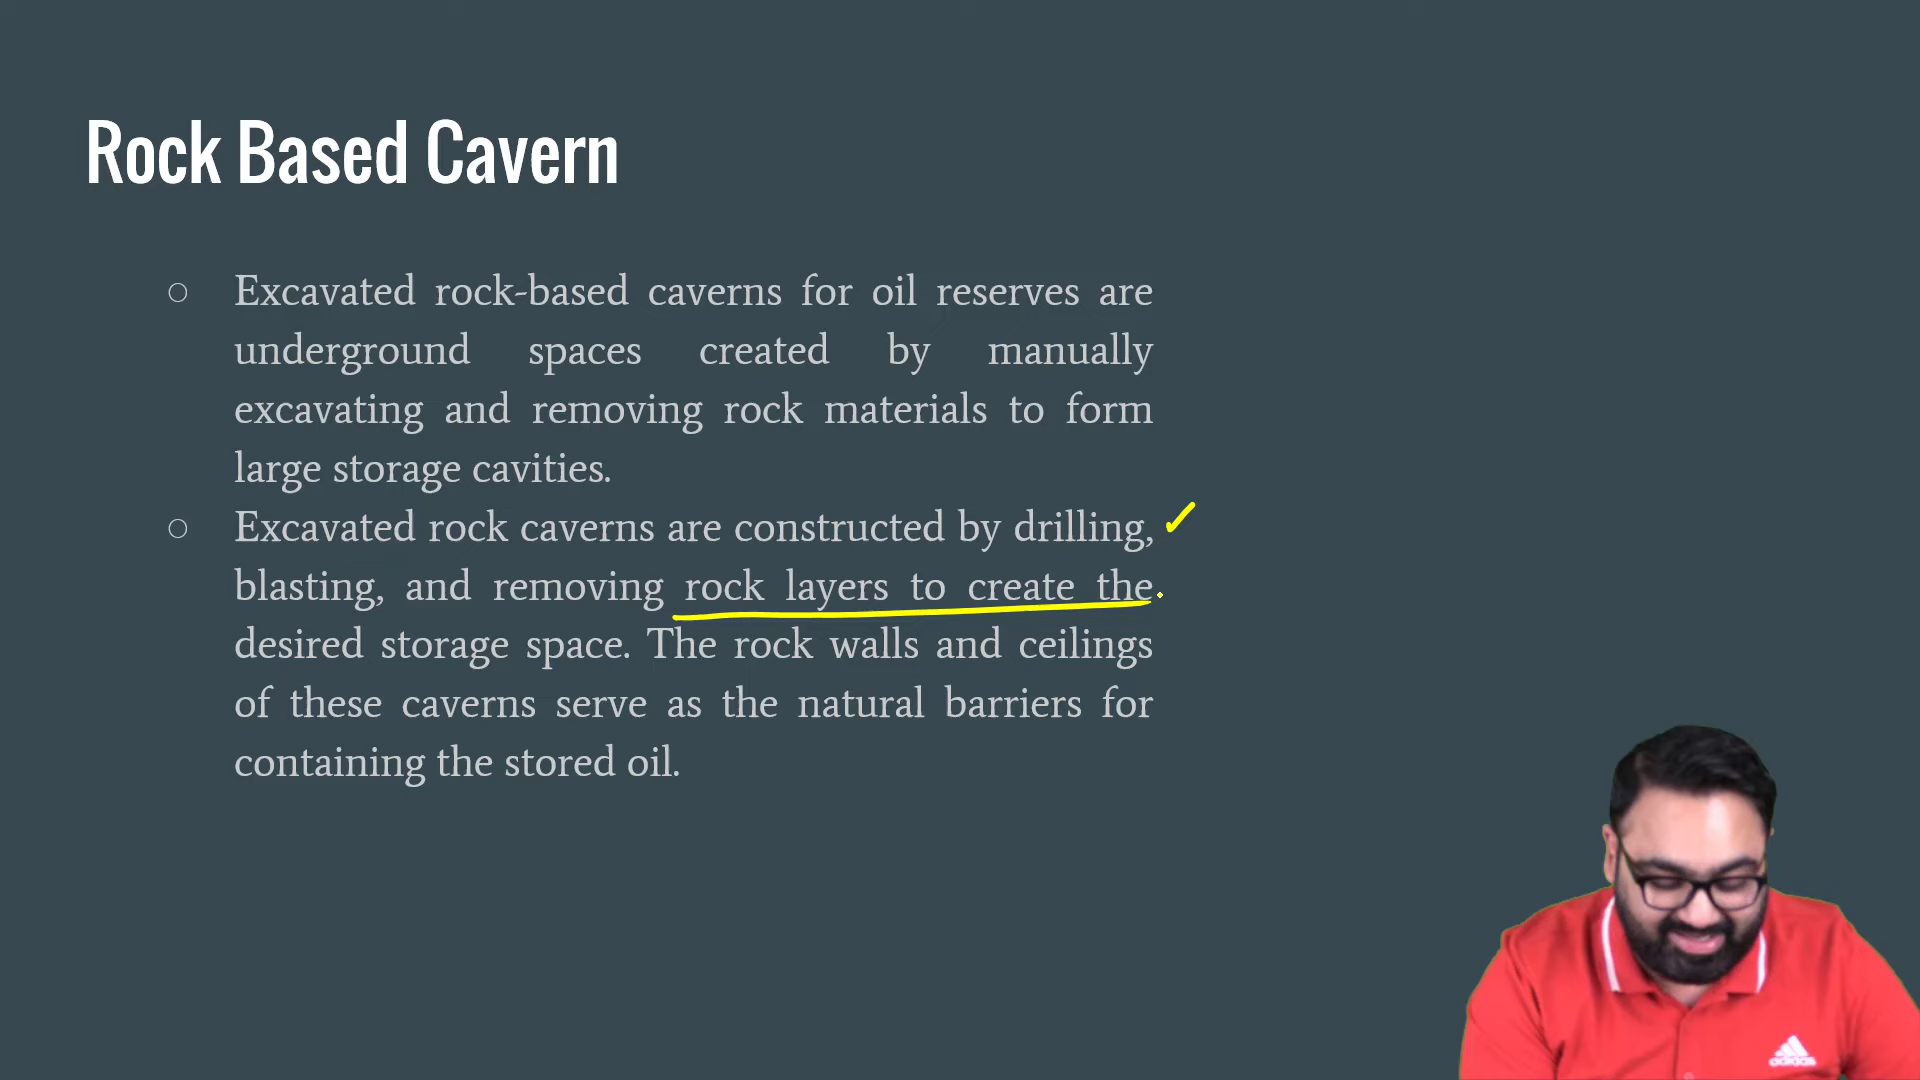 Rock Based Cavern
Excavated rock-based caverns for oil reserves are
underground spaces created by manually
excavating and removing rock materials to form
large storage cavities.
Excavated rock caverns are constructed by drilling,
blasting, and removing rock layers to create the
desired storage space. The rock walls and ceilings
of these caverns serve as the natural barriers for
containing the stored oil.
adidas